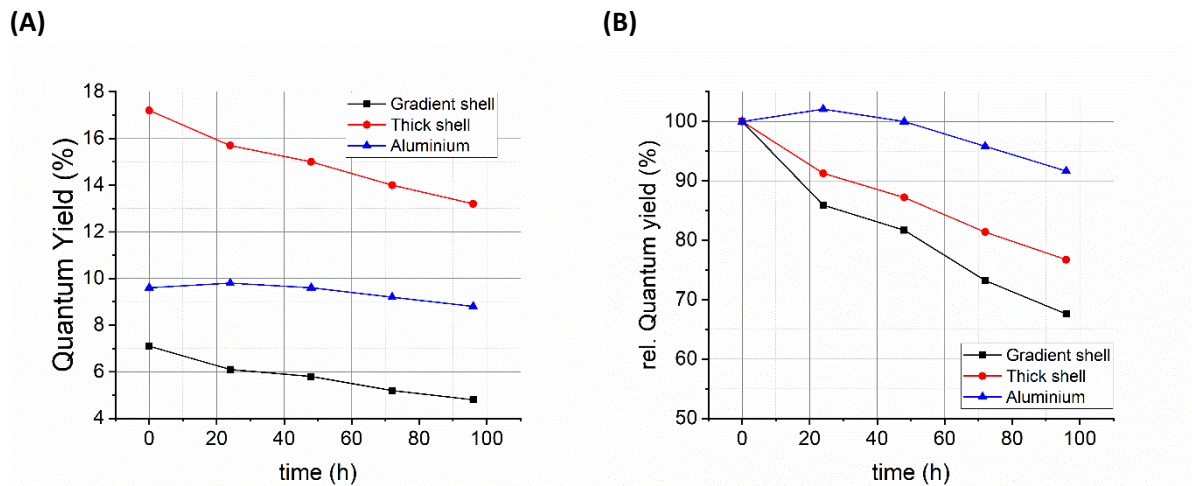 (A)
18
16
14
12
10
8
6
4
Quantum Yield (%)
Gradient shell
Thick shell
Aluminium
0 20 40 60 80 100
time (h)
(B)
100
90
80
70
60
50
rel. Quantum yield (%)
Gradient shell
Thick shell
Aluminium
0 20 40 60 80 100
time (h)